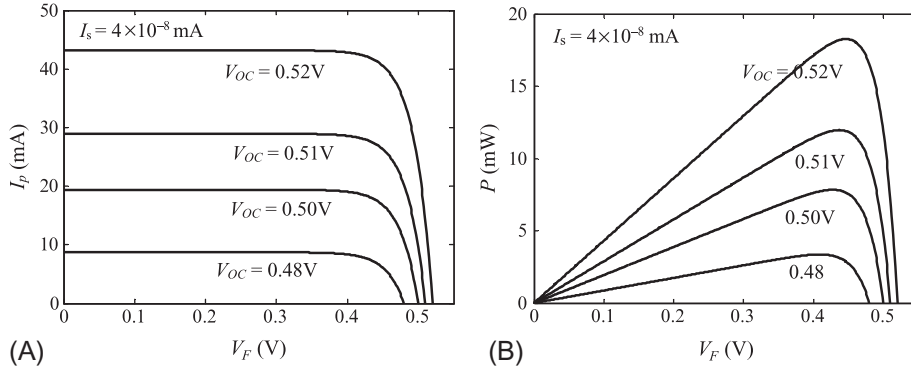 50
40
30
20
10
0
I_p (mA)
I_s = 4×10⁻⁸ mA
V_OC = 0.52V
V_OC = 0.51V
V_OC = 0.50V
V_OC = 0.48V
0 0.1 0.2 0.3 0.4 0.5
V_F (V)
(A)
20
15
10
5
0
P (mW)
I_s = 4×10⁻⁸ mA
V_OC = 0.52V
0.51V
0.50V
0.48
0 0.1 0.2 0.3 0.4 0.5
V_F (V)
(B)